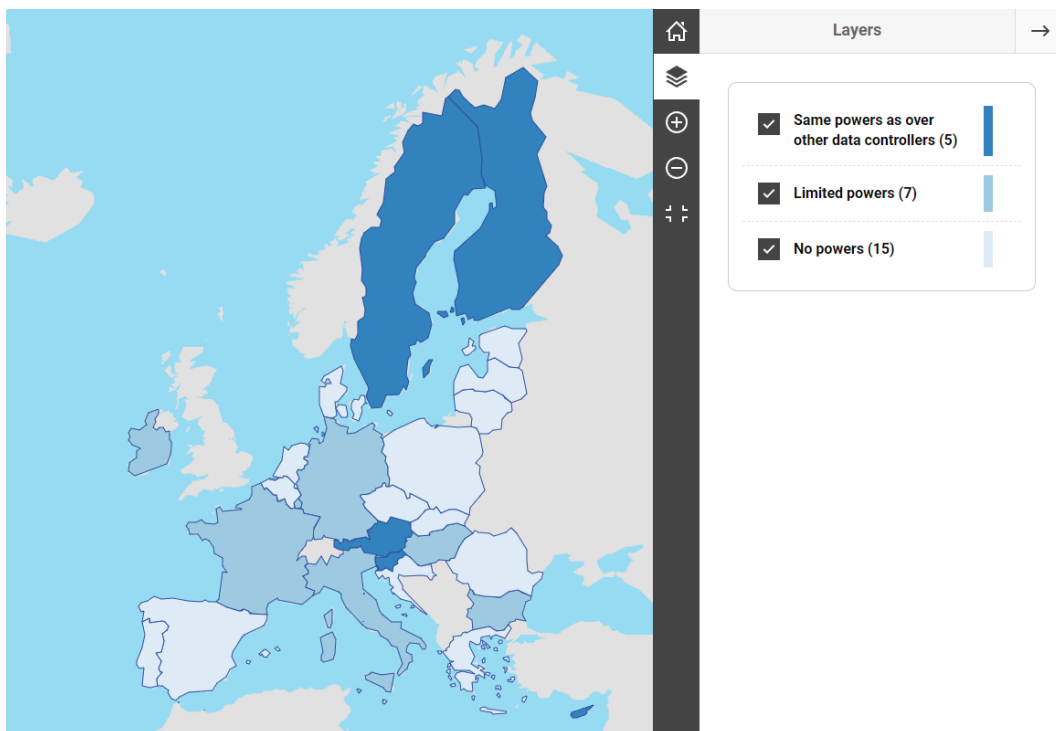 Layers
Same powers as over
other data controllers (5)
Limited powers (7)
No powers (15)